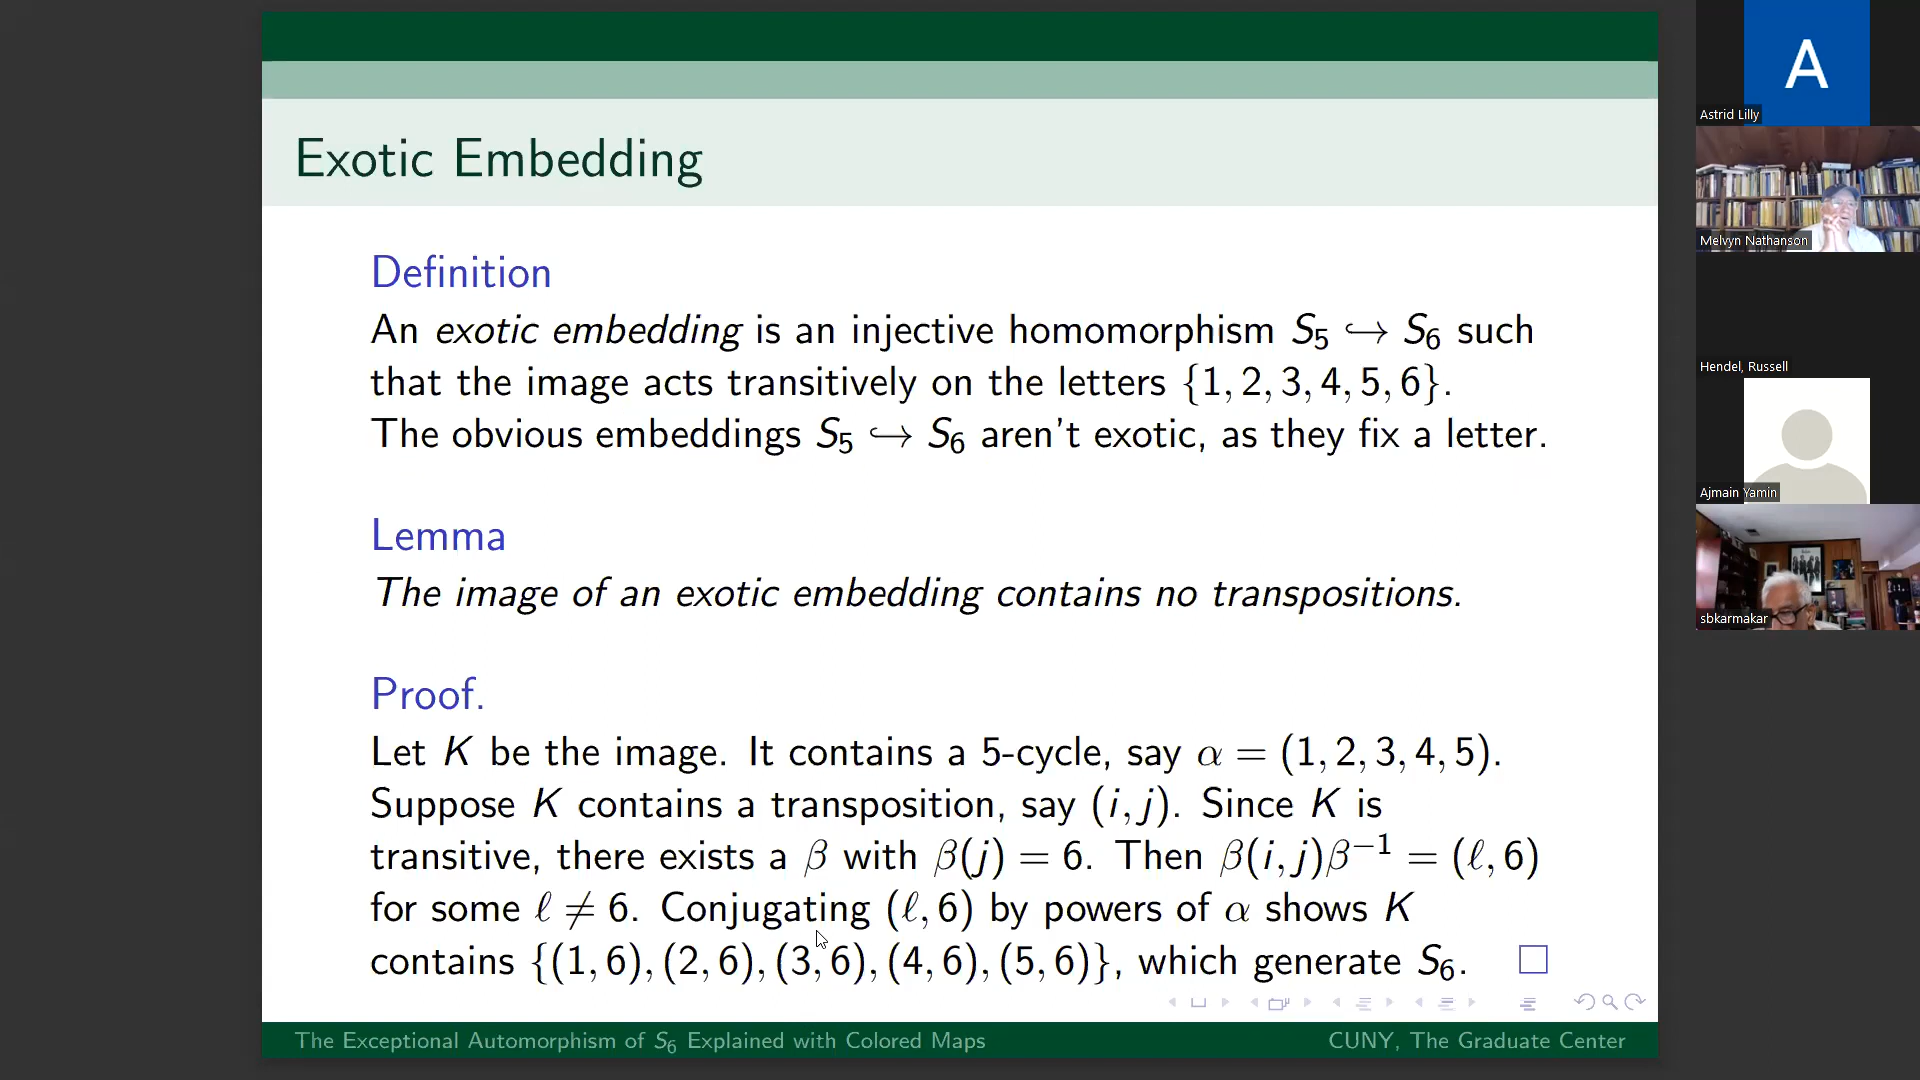 Exotic Embedding
Definition
An exotic embedding is an injective homomorphism S₅ ↪ S₆ such
that the image acts transitively on the letters {1, 2, 3, 4, 5, 6}.
The obvious embeddings S₅ ↪ S₆ aren't exotic, as they fix a letter.
Lemma
The image of an exotic embedding contains no transpositions.
Proof.
Let K be the image. It contains a 5-cycle, say α = (1, 2, 3, 4, 5).
Suppose K contains a transposition, say (i, j). Since K is
transitive, there exists a β with β(j) = 6. Then β(i, j)β⁻¹ = (ℓ, 6)
for some ℓ ≠ 6. Conjugating (ℓ, 6) by powers of α shows K
contains {(1, 6), (2, 6), (3, 6), (4, 6), (5, 6)}, which generate S₆. □
The Exceptional Automorphism of S₆ Explained with Colored Maps
CUNY, The Graduate Center
A
Astrid Lilly
Melvyn Nathanson
Hendel, Russell
Ajmain Yamin
sbkarmakar